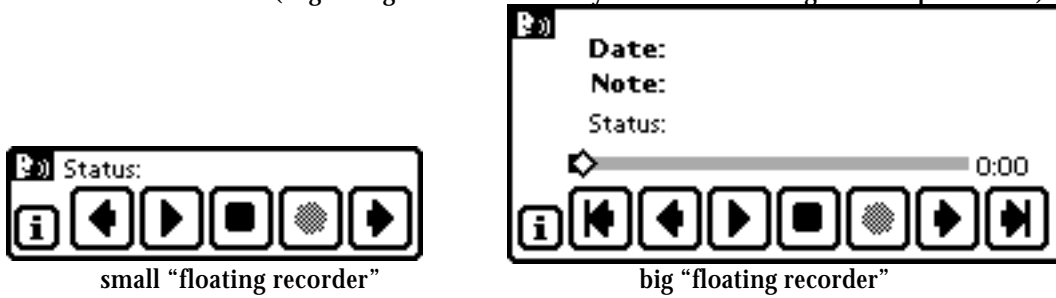 Date:
Note:
Status:
0:00
Status:
i
i
small “floating recorder”
big “floating recorder”